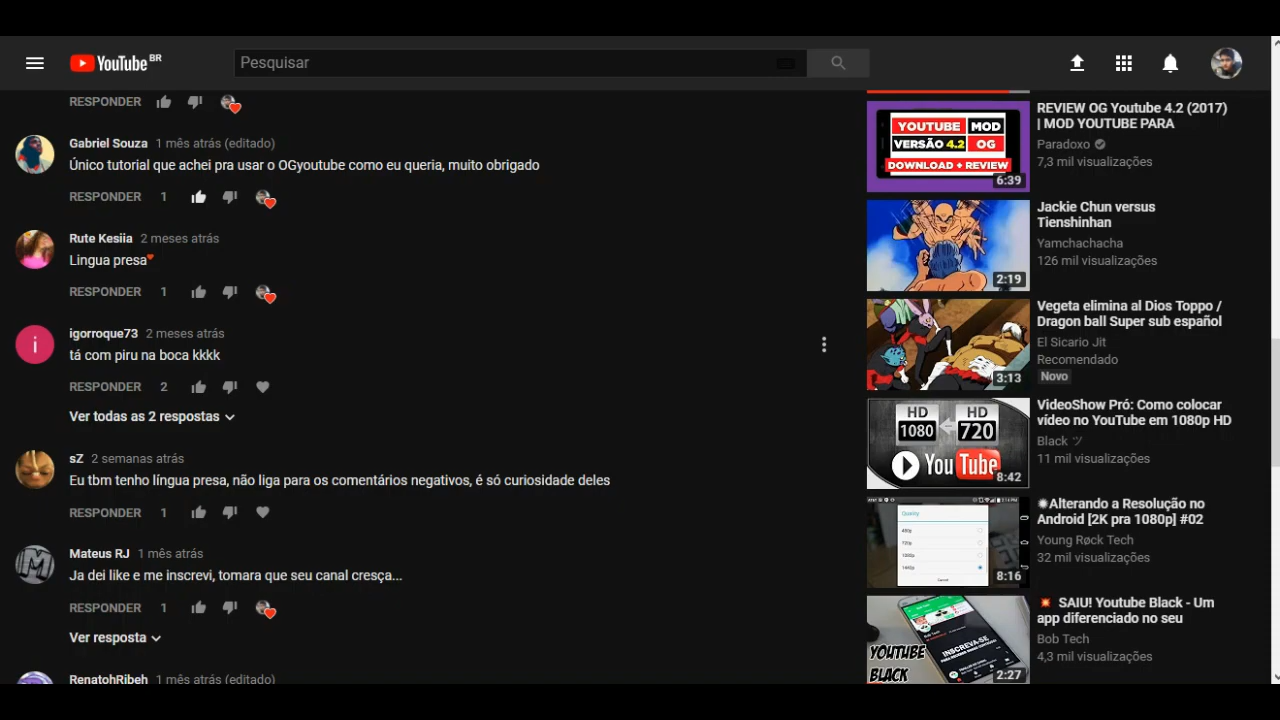 YouTube BR
Pesquisar
RESPONDER
Gabriel Souza 1 mês atrás (editado)
Único tutorial que achei pra usar o OGyoutube como eu queria, muito obrigado
RESPONDER 1
Rute Kesiia 2 meses atrás
Lingua presa
RESPONDER 1
igorroque73 2 meses atrás
tá com piru na boca kkkk
RESPONDER 2
Ver todas as 2 respostas
sZ 2 semanas atrás
Eu tbm tenho língua presa, não liga para os comentários negativos, é só curiosidade deles
RESPONDER 1
Mateus RJ 1 mês atrás
Ja dei like e me inscrevi, tomara que seu canal cresça...
RESPONDER 1
Ver resposta
RenatohRibeh 1 mês atrás (editado)
YOUTUBE MOD
VERSÃO 4.2 OG
DOWNLOAD + REVIEW
6:39
REVIEW OG Youtube 4.2 (2017)
| MOD YOUTUBE PARA
Paradoxo
7,3 mil visualizações
2:19
Jackie Chun versus
Tienshinhan
Yamchachacha
126 mil visualizações
3:13
Vegeta elimina al Dios Toppo /
Dragon ball Super sub español
El Sicario Jit
Recomendado
Novo
HD HD
1080 720
YouTube
8:42
VideoShow Pró: Como colocar
vídeo no YouTube em 1080p HD
Black ツ
11 mil visualizações
Quality
480p
720p
1080p
1440p
Cancel
8:16
Alterando a Resolução no
Android [2K pra 1080p] #02
Young Røck Tech
32 mil visualizações
Bob Tech
INSCREVA-SE
YOUTUBE
BLACK
2:27
SAIU! Youtube Black - Um
app diferenciado no seu
Bob Tech
4,3 mil visualizações